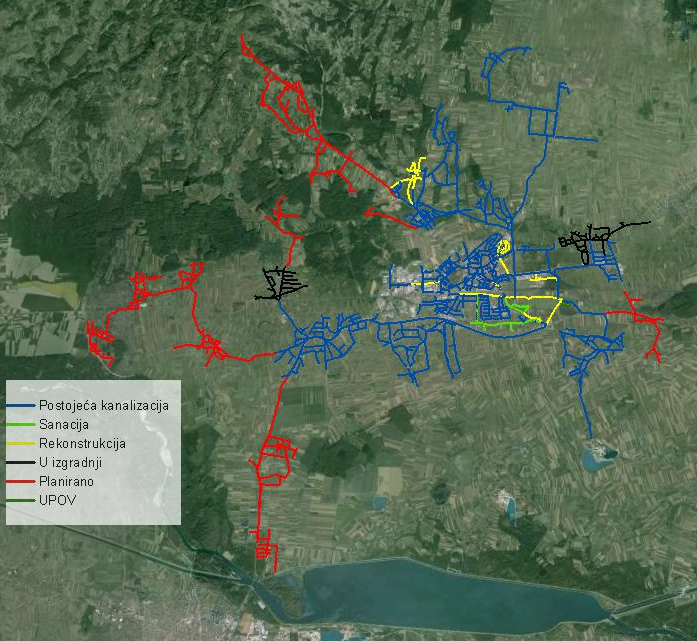 Postojeća kanalizacija
Sanacija
Rekonstrukcija
U izgradnji
Planirano
UPOV